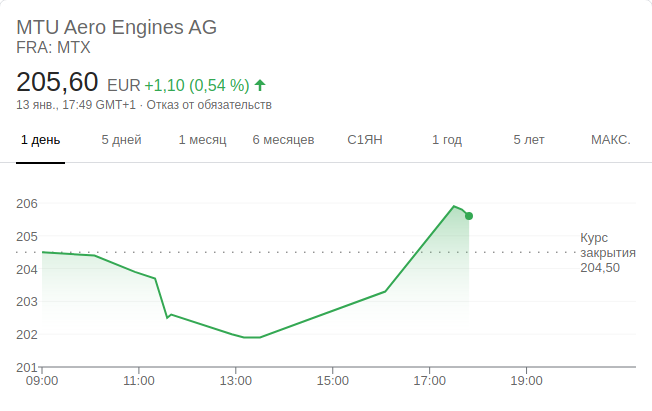 MTU Aero Engines AG
FRA: MTX
205,60 EUR +1,10 (0,54 %)
13 янв., 17:49 GMT+1 · Отказ от обязательств
1 день 5 дней 1 месяц 6 месяцев С1ЯН 1 год 5 лет МАКС.
206
205
204
203
202
201
Курс
закрытия
204,50
09:00 11:00 13:00 15:00 17:00 19:00